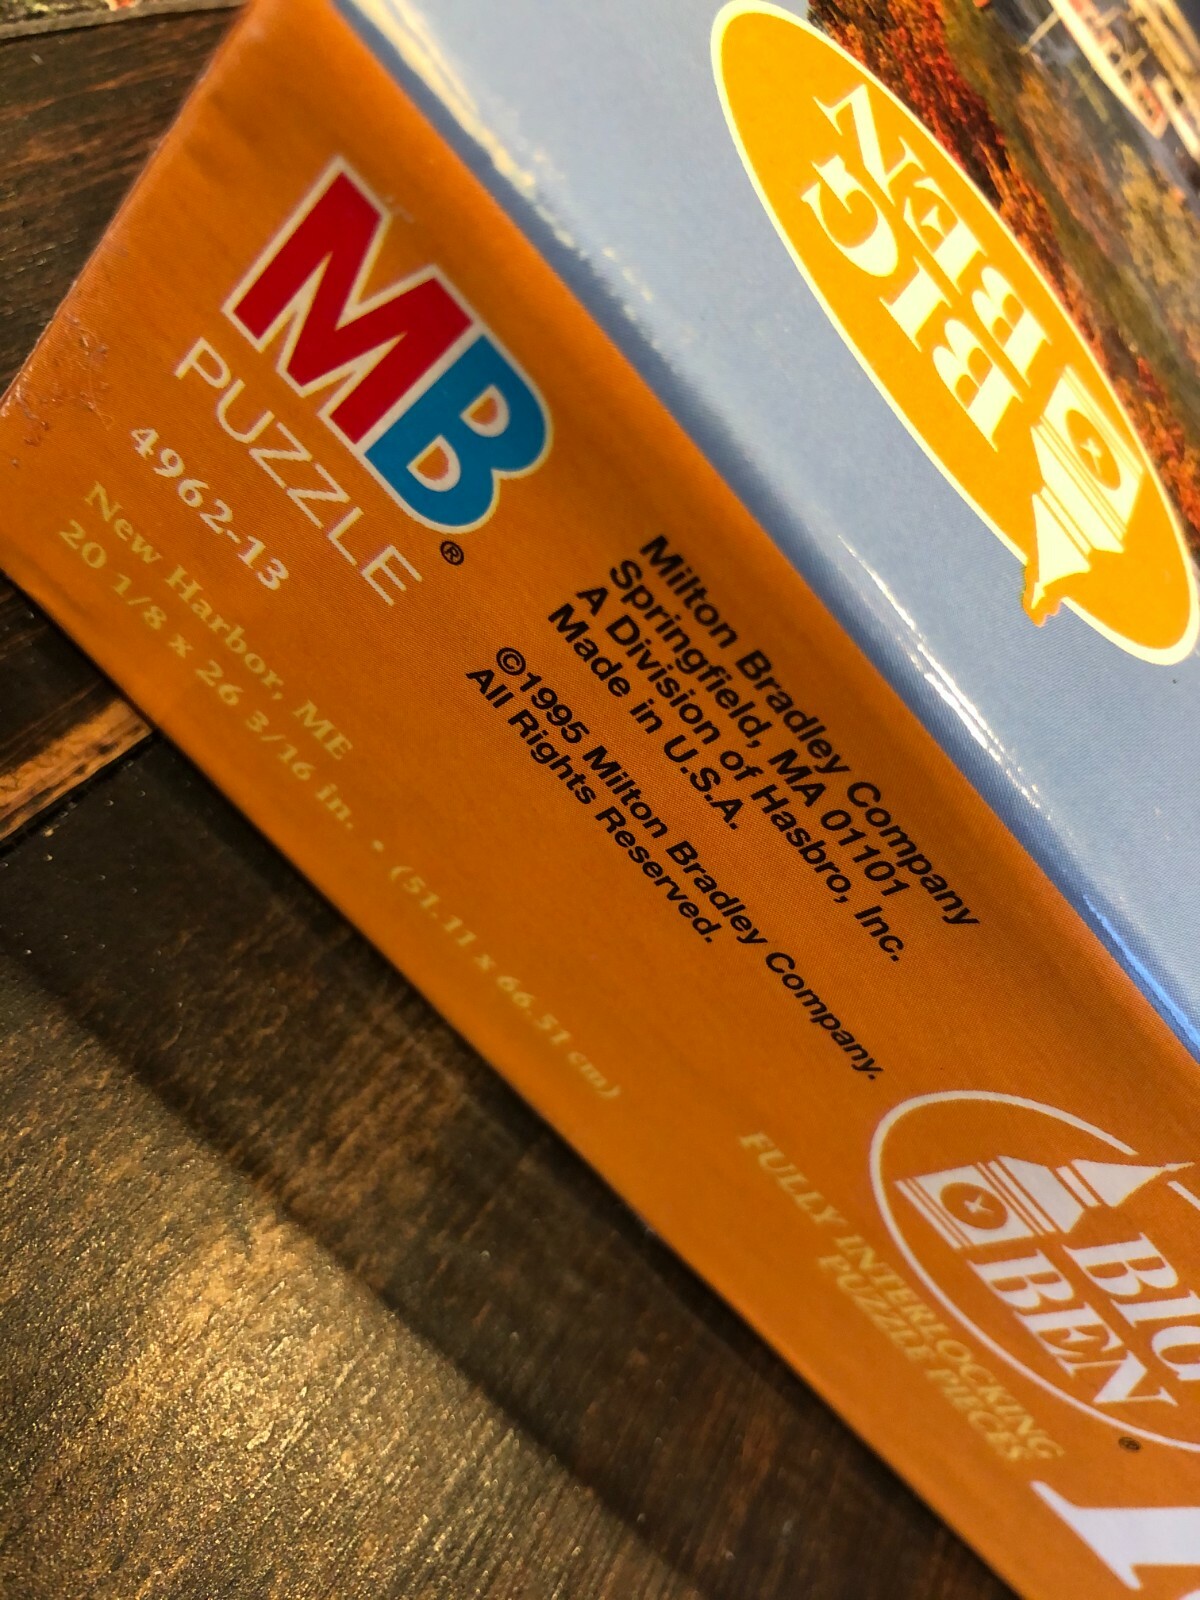 MB®
PUZZLE
4962-13
New Harbor, ME
20 1/8 x 26 3/16 in. - (51.11 x 66.51 cm)
Milton Bradley Company
Springfield, MA 01101
A Division of Hasbro, Inc.
Made in U.S.A.
©1995 Milton Bradley Company.
All Rights Reserved.
BIG
BEN
BIG
BEN®
FULLY INTERLOCKING
PUZZLE PIECES